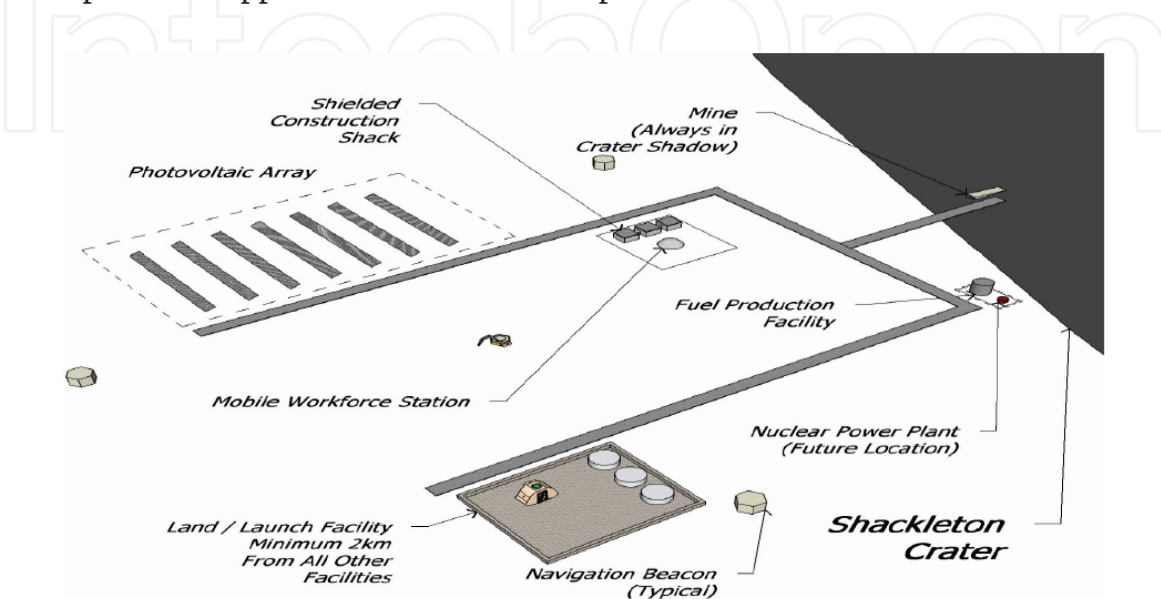 IntechOpen
Shielded
Construction
Shack
Mine
(Always in
Crater Shadow)
Photovoltaic Array
Fuel Production
Facility
Mobile Workforce Station
Nuclear Power Plant
(Future Location)
Land / Launch Facility
Minimum 2km
From All Other
Facilities
Shackleton
Crater
Navigation Beacon
(Typical)